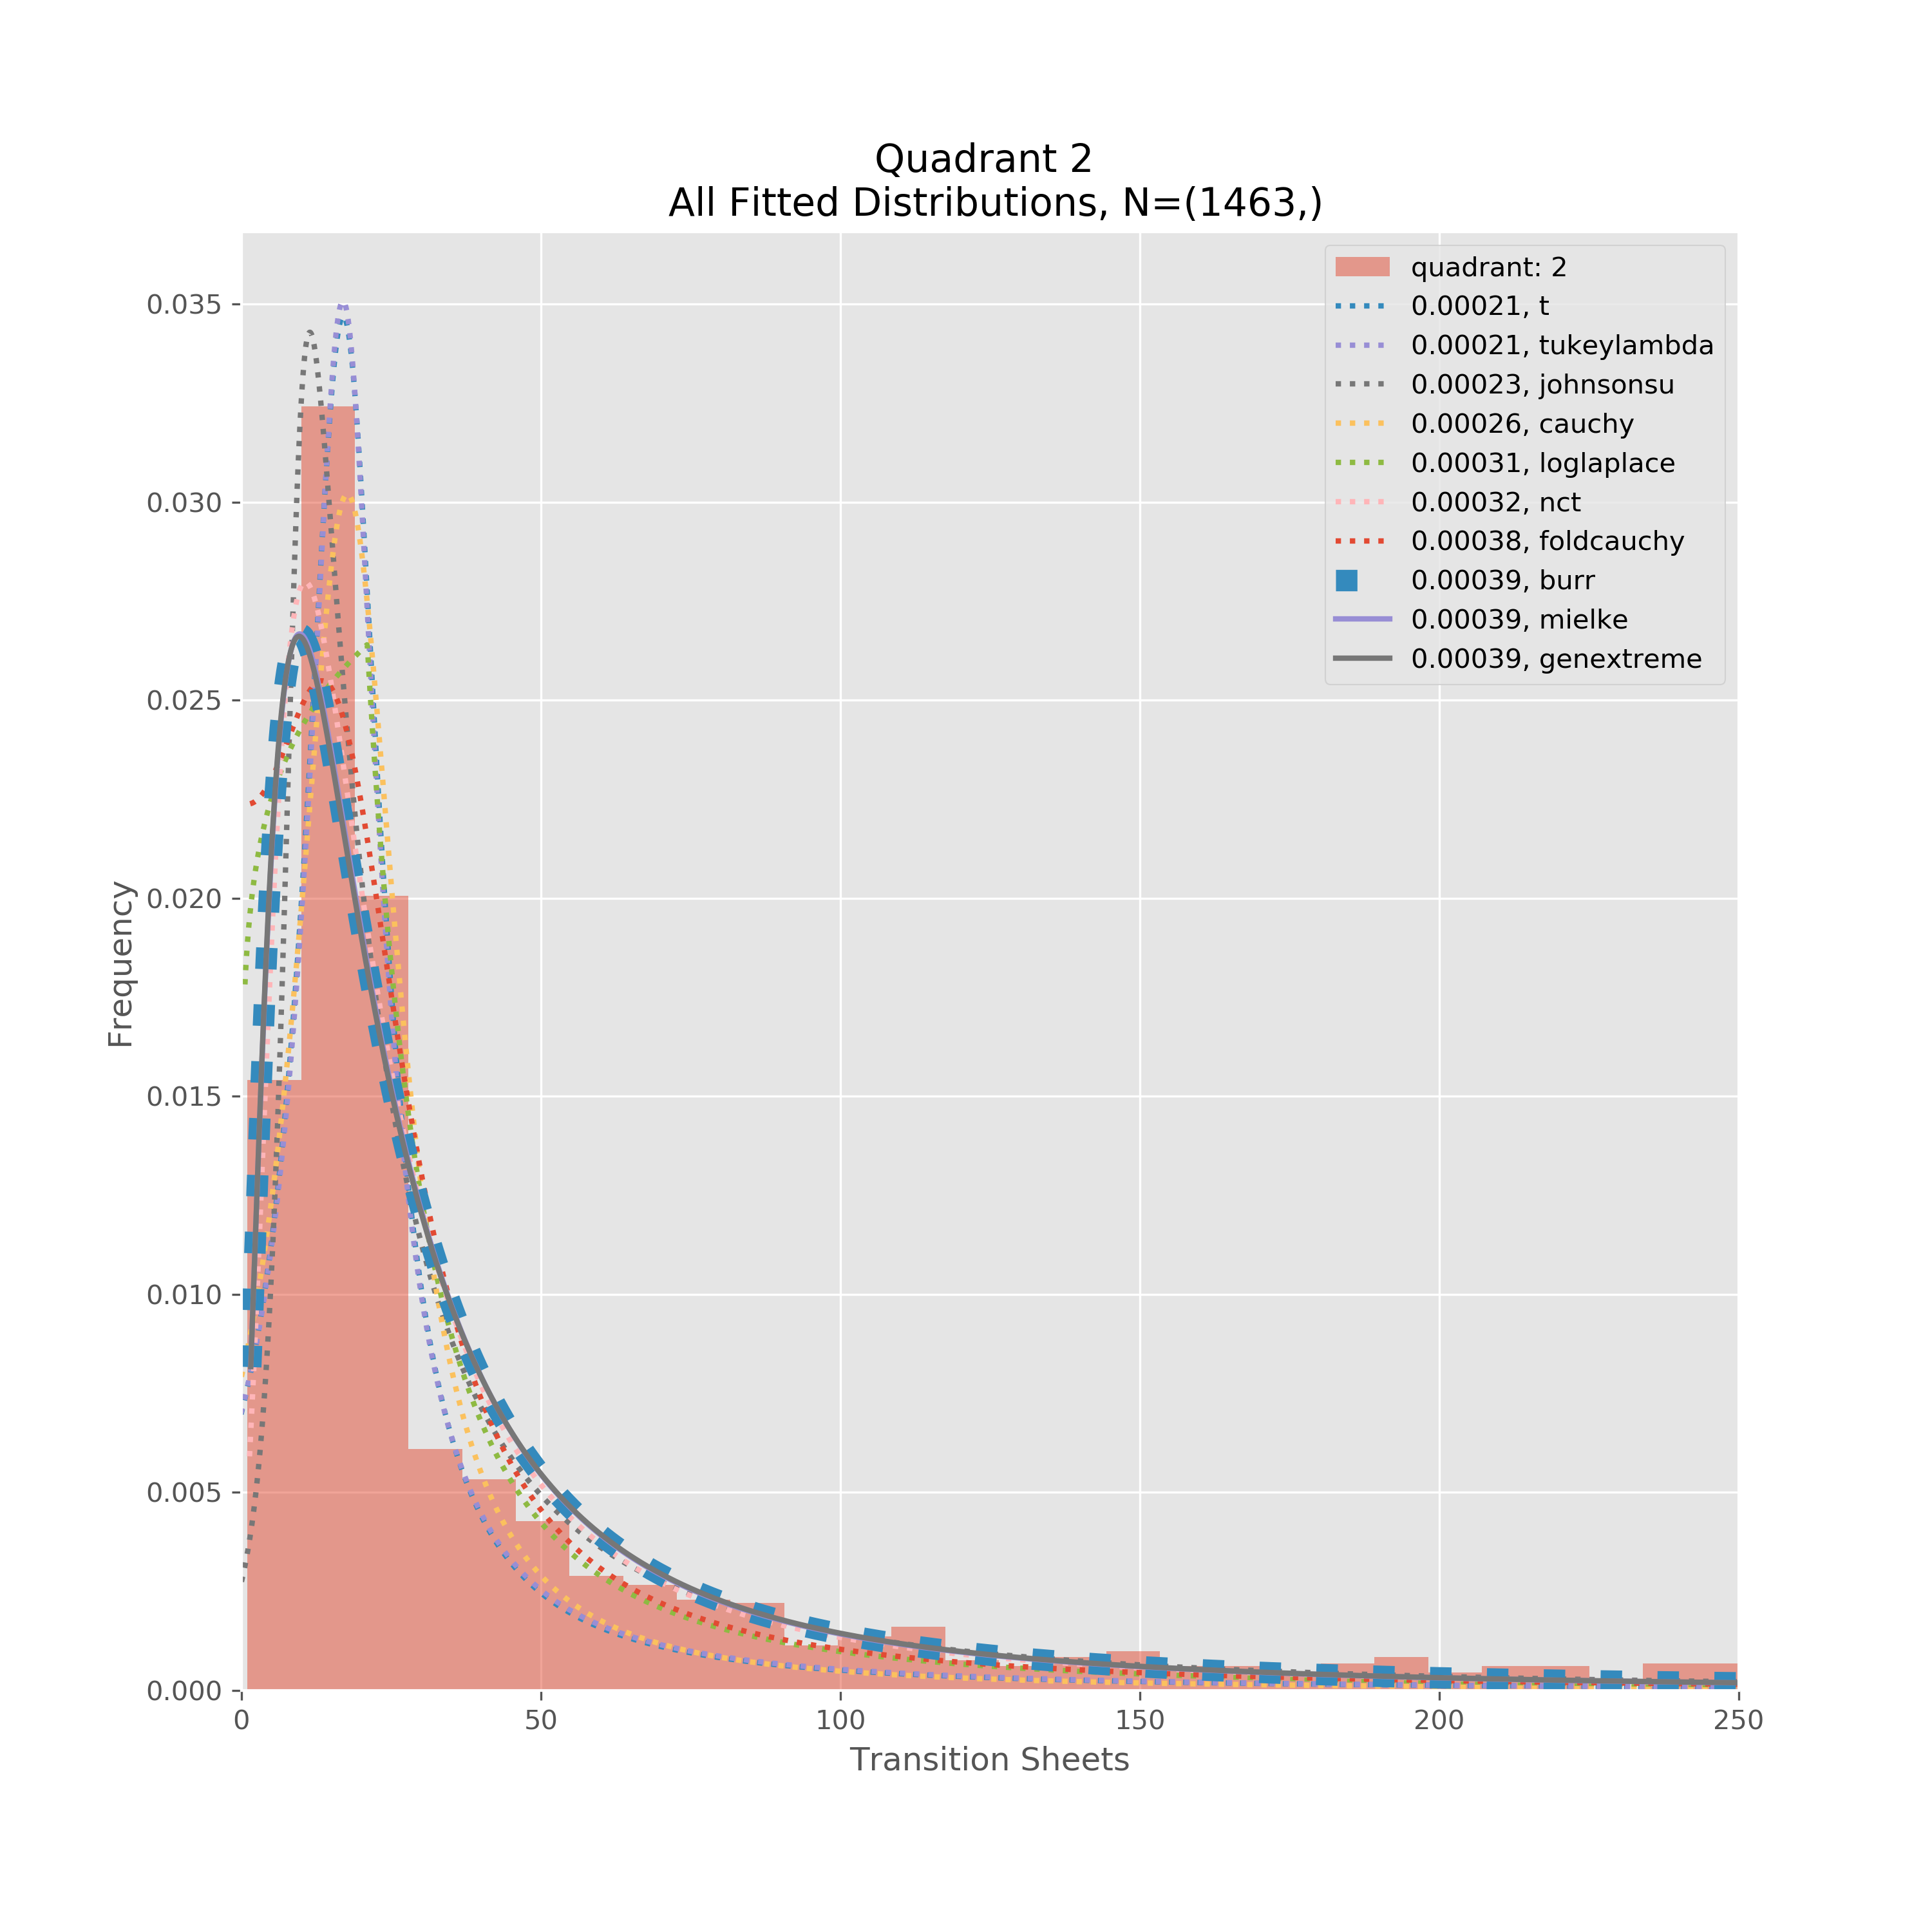 Quadrant 2
All Fitted Distributions, N=(1463,)
quadrant: 2
0.00021, t
0.00021, tukeylambda
0.00023, johnsonsu
0.00026, cauchy
0.00031, loglaplace
0.00032, nct
0.00038, foldcauchy
0.00039, burr
0.00039, mielke
0.00039, genextreme
Frequency
0.035
0.030
0.025
0.020
0.015
0.010
0.005
0.000
0 50 100 150 200 250
Transition Sheets